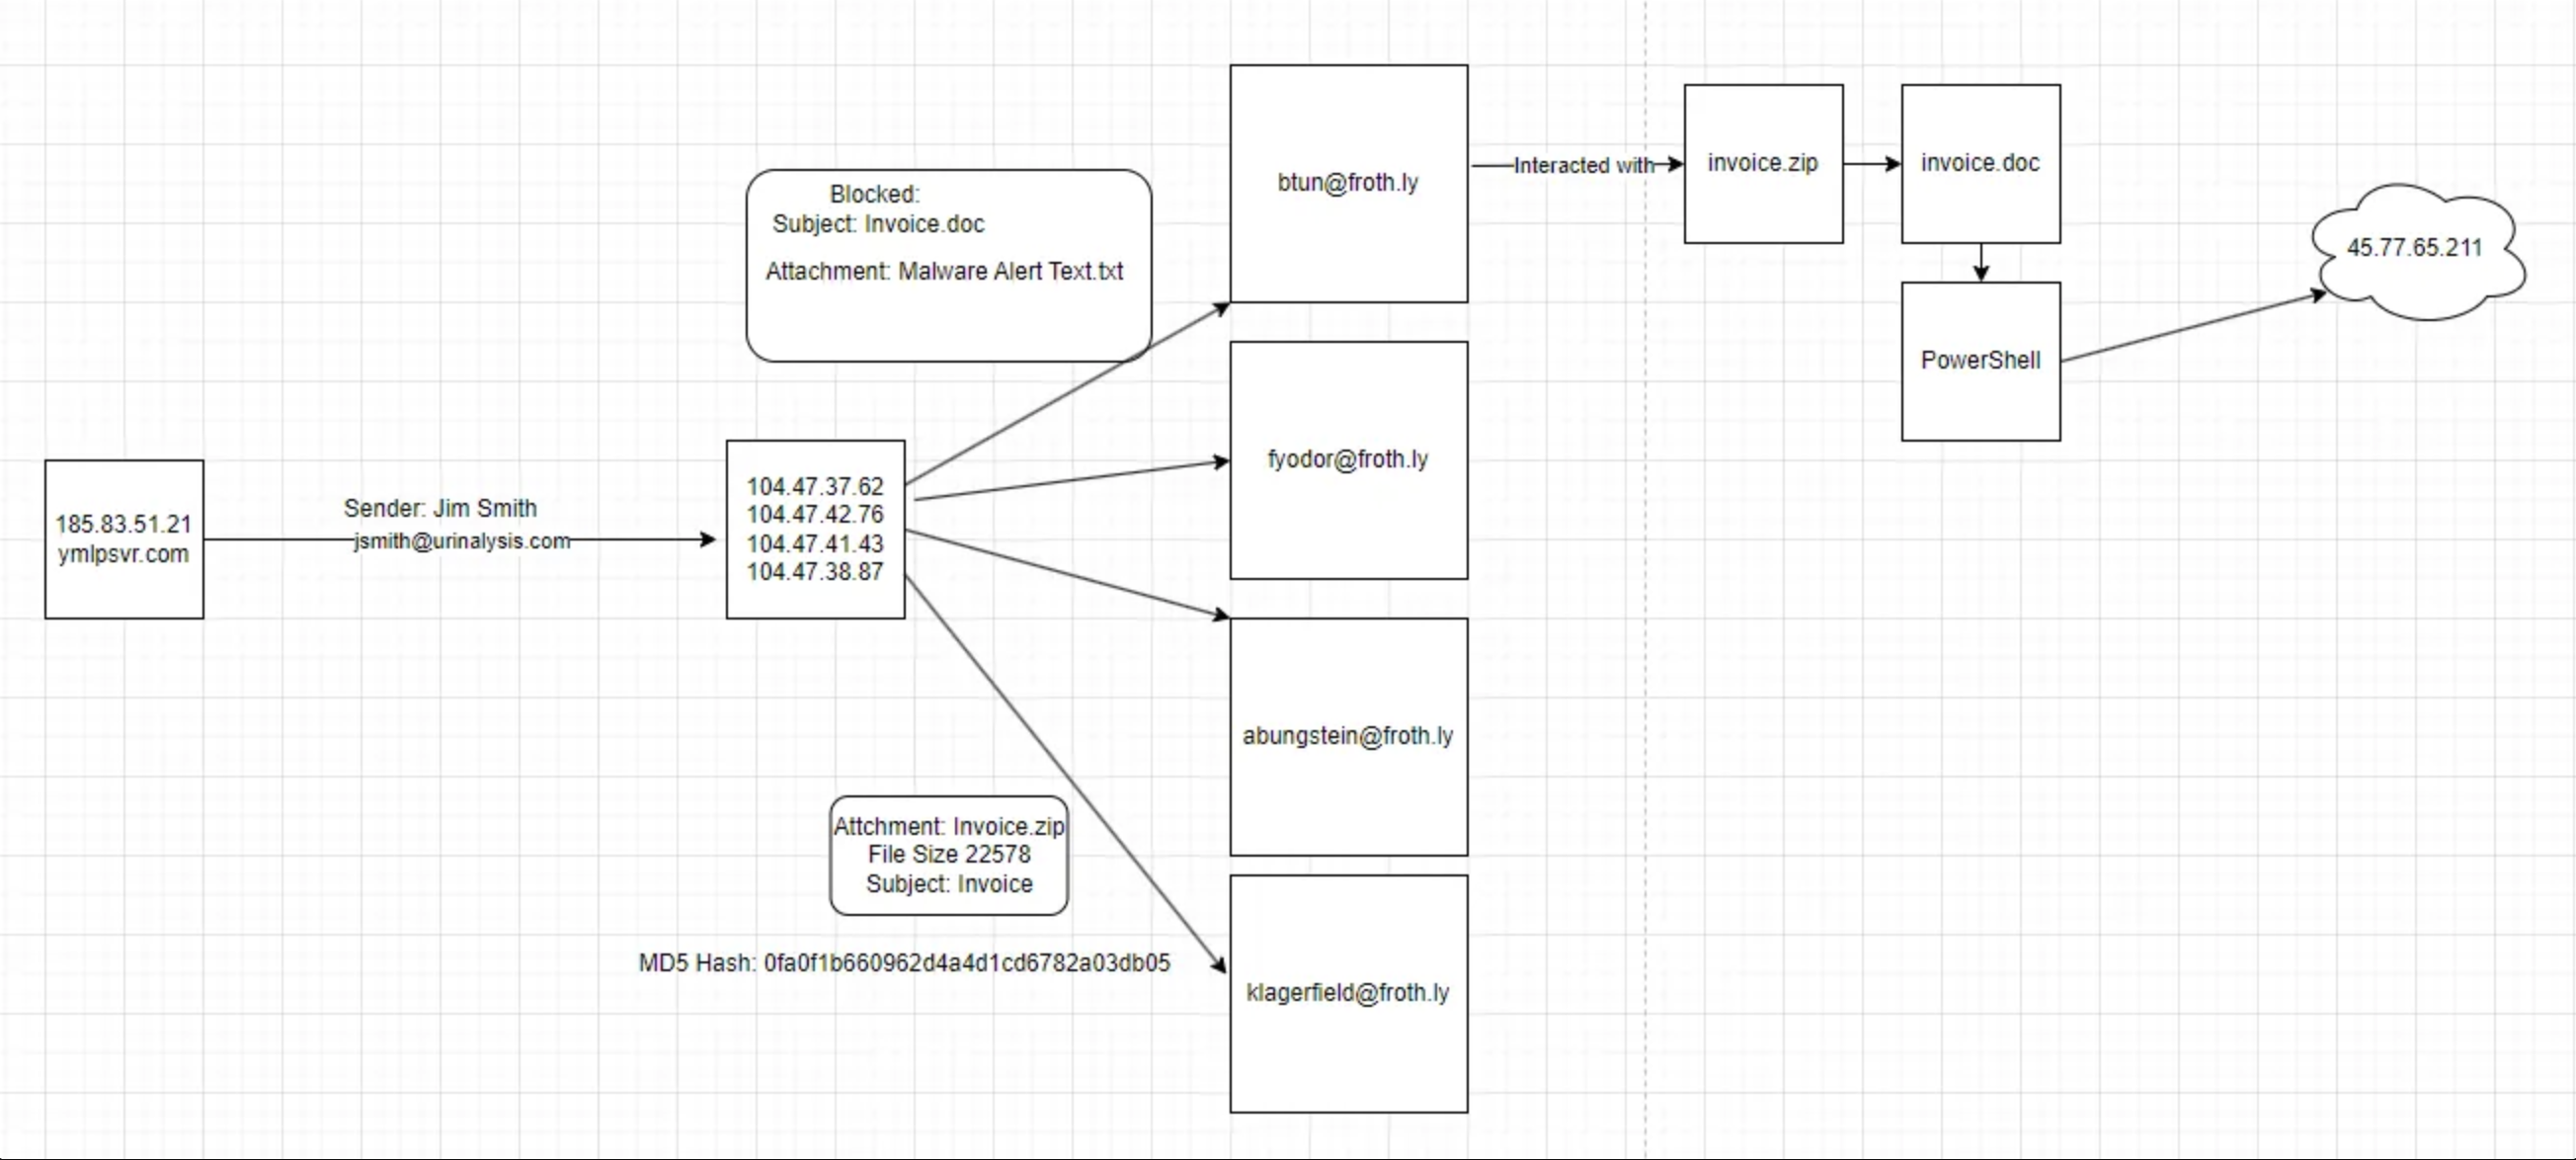 185.83.51.21
ymlpsvr.com
Sender: Jim Smith
jsmith@urinalysis.com
Blocked:
Subject: Invoice.doc
Attachment: Malware Alert Text.txt
104.47.37.62
104.47.42.76
104.47.41.43
104.47.38.87
Attchment: Invoice.zip
File Size 22578
Subject: Invoice
MD5 Hash: 0fa0f1b660962d4a4d1cd6782a03db05
btun@froth.ly
fyodor@froth.ly
abungstein@froth.ly
klagerfield@froth.ly
Interacted with
invoice.zip
invoice.doc
PowerShell
45.77.65.211